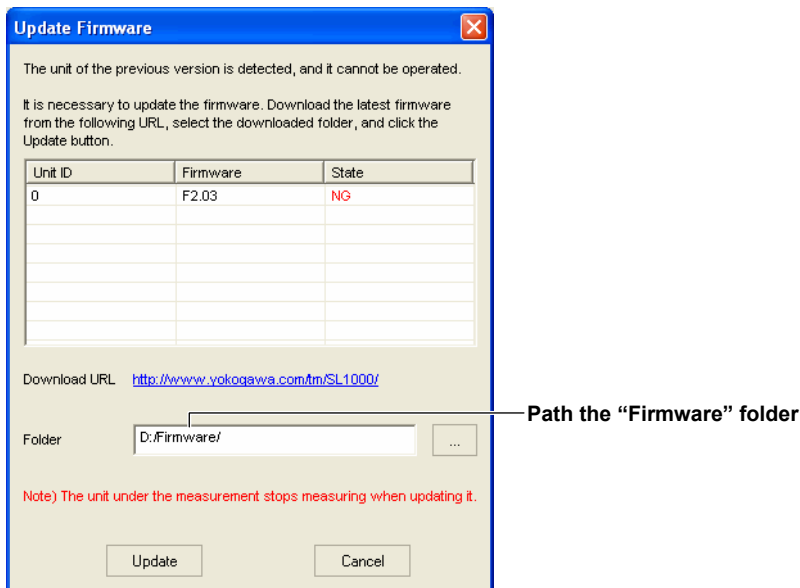 Update Firmware
The unit of the previous version is detected, and it cannot be operated.
It is necessary to update the firmware. Download the latest firmware
from the following URL, select the downloaded folder, and click the
Update button.
Unit ID Firmware State
0 F2.03 NG
Download URL http://www.yokogawa.com/tm/SL1000/
Path the “Firmware” folder
Folder D:/Firmware/ ...
Note) The unit under the measurement stops measuring when updating it.
Update Cancel